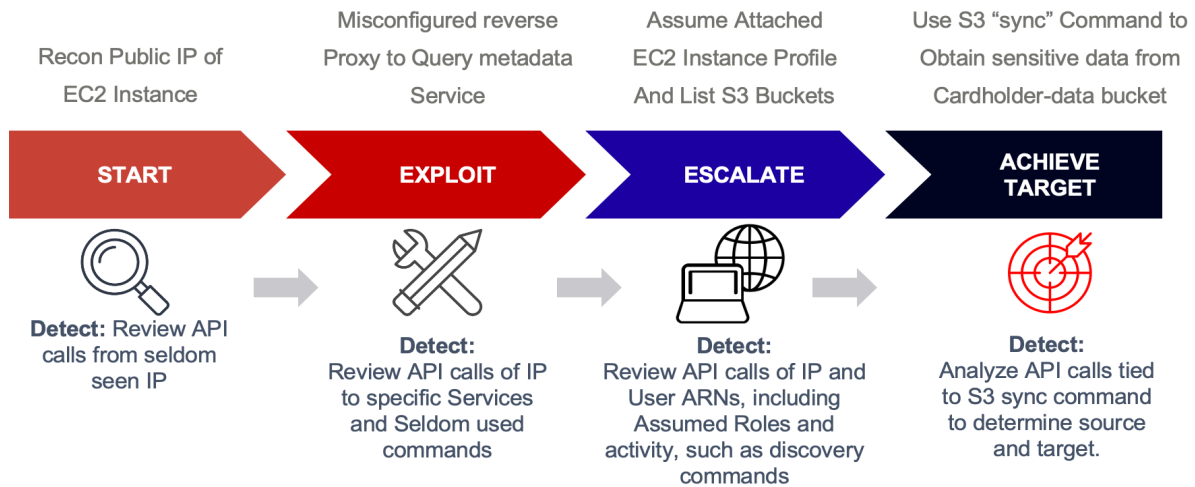 Recon Public IP of
EC2 Instance
Misconfigured reverse
Proxy to Query metadata
Service
Assume Attached
EC2 Instance Profile
And List S3 Buckets
Use S3 “sync” Command to
Obtain sensitive data from
Cardholder-data bucket
START
EXPLOIT
ESCALATE
ACHIEVE
TARGET
Detect: Review API
calls from seldom
seen IP
Detect:
Review API calls of IP
to specific Services
and Seldom used
commands
Detect:
Review API calls of IP and
User ARNs, including
Assumed Roles and
activity, such as discovery
commands
Detect:
Analyze API calls tied
to S3 sync command
to determine source
and target.